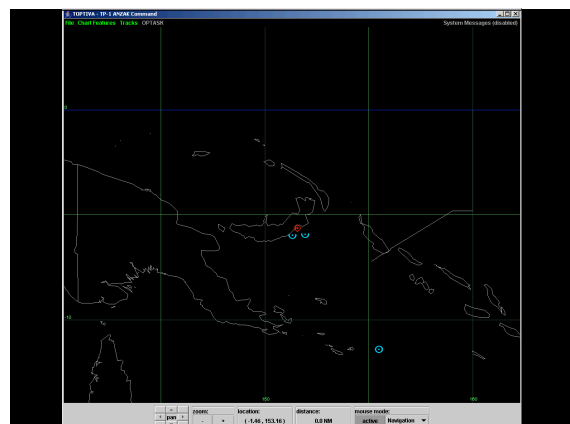 TOPTIVA - TP-1 ANZAK Command
File Chart Features Tracks OPTASK System Messages (disabled)
0
-10
150
160
pan
zoom:
- +
location:
( -1.46 , 153.16 )
distance:
0.0 NM
mouse mode:
active Navigation